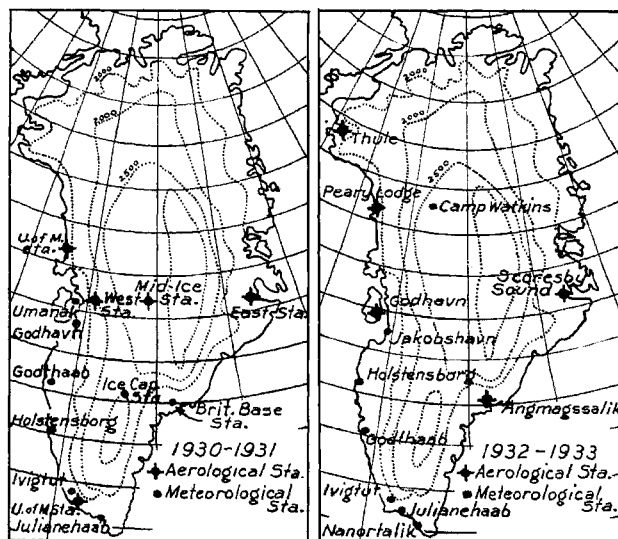 2000
2000
2500
U. of M.
Sta.
Mid-Ice
West Sta.
Sta.
East-Sta.
Umanak
Godhavn
Godthaab
Ice Cap
Sta.
Brit. Base
Sta.
Holstensborg
1930-1931
Aerological Sta.
Meteorological
Sta.
Ivigtut
U. of M. Sta.
Julianehaab
2000
2000
2500
Thule
Peary Lodge
Camp Watkins
Scoresby
Sound
Godhavn
Jakobshavn
Holstensborg
Angmagssalik
Godthaab
1932-1933
Aerological Sta.
Meteorological
Sta.
Ivigtut
Julianehaab
Nanortalik